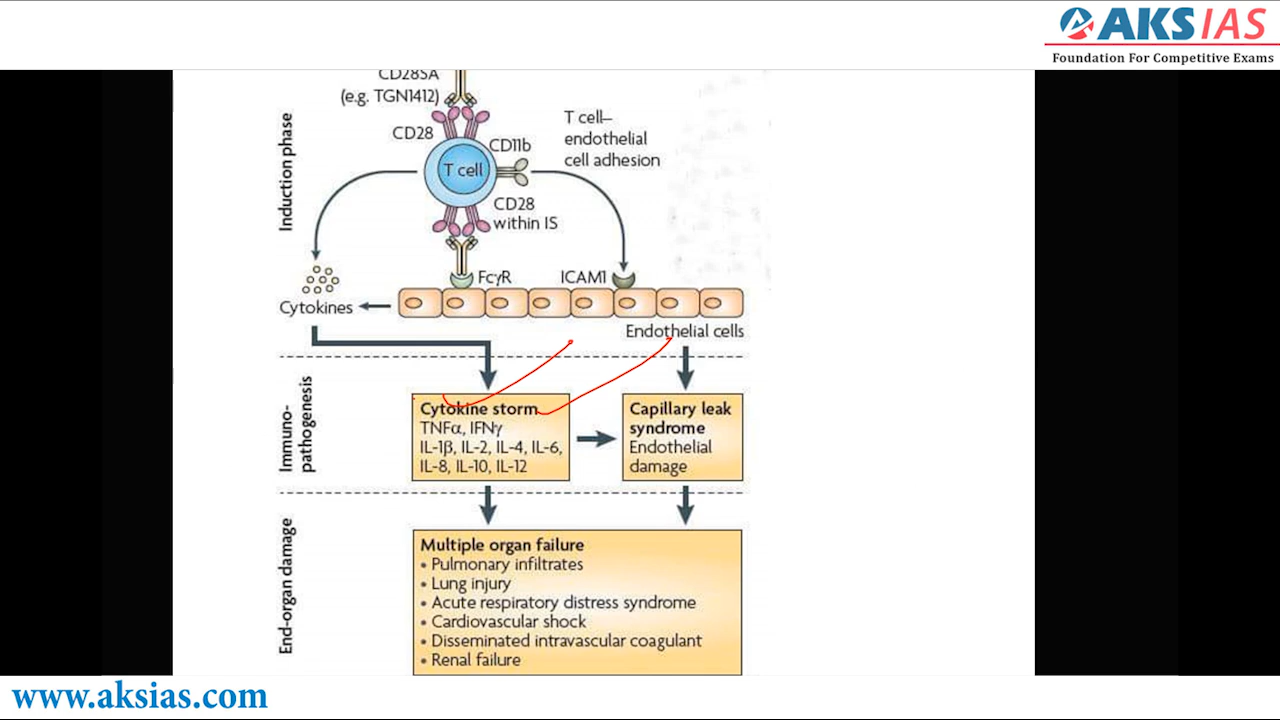 AKS IAS
Foundation For Competitive Exams
CD28SA
(e.g. TGN1412)
CD28
CD11b
T cell–
endothelial
cell adhesion
T cell
CD28
within IS
Induction phase
FcγR
ICAM1
Cytokines
Endothelial cells
Immuno-
pathogenesis
Cytokine storm
TNFα, IFNγ
IL-1β, IL-2, IL-4, IL-6,
IL-8, IL-10, IL-12
Capillary leak
syndrome
Endothelial
damage
End-organ damage
Multiple organ failure
• Pulmonary infiltrates
• Lung injury
• Acute respiratory distress syndrome
• Cardiovascular shock
• Disseminated intravascular coagulant
• Renal failure
www.aksias.com